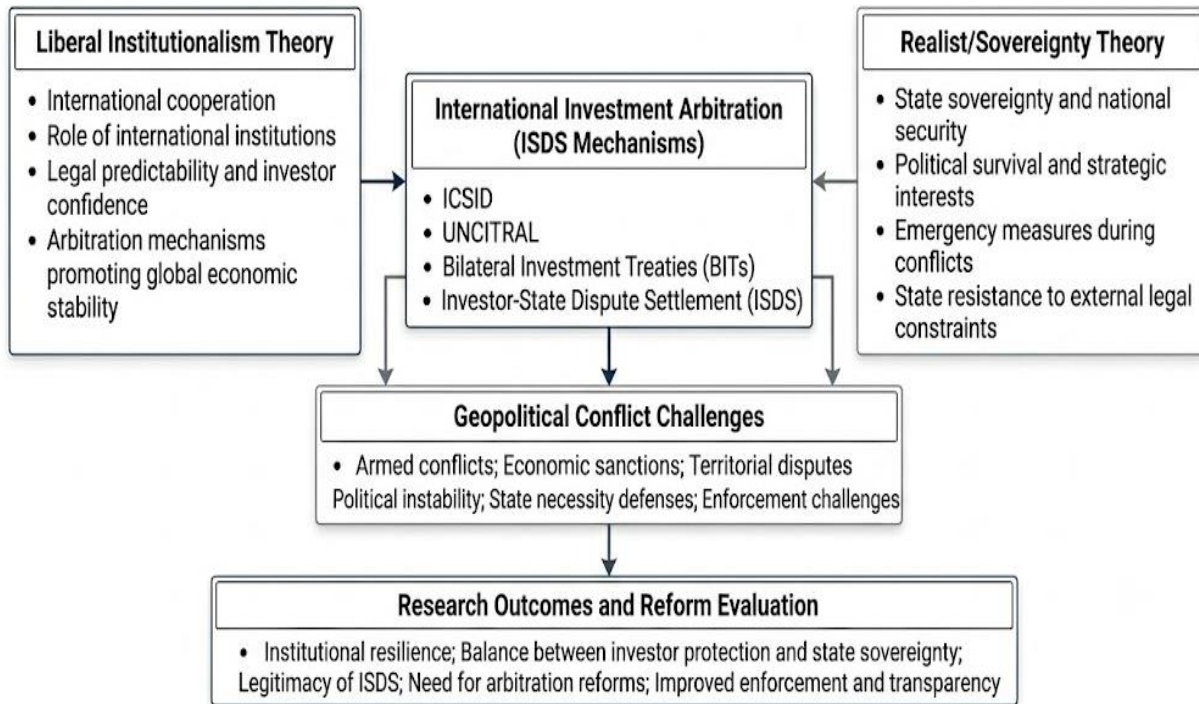 Liberal Institutionalism Theory
• International cooperation
• Role of international institutions
• Legal predictability and investor
confidence
• Arbitration mechanisms
promoting global economic
stability
International Investment Arbitration
(ISDS Mechanisms)
• ICSID
• UNCITRAL
• Bilateral Investment Treaties (BITs)
• Investor-State Dispute Settlement (ISDS)
Realist/Sovereignty Theory
• State sovereignty and national
security
• Political survival and strategic
interests
• Emergency measures during
conflicts
• State resistance to external legal
constraints
Geopolitical Conflict Challenges
• Armed conflicts; Economic sanctions; Territorial disputes
Political instability; State necessity defenses; Enforcement challenges
Research Outcomes and Reform Evaluation
• Institutional resilience; Balance between investor protection and state sovereignty;
Legitimacy of ISDS; Need for arbitration reforms; Improved enforcement and transparency